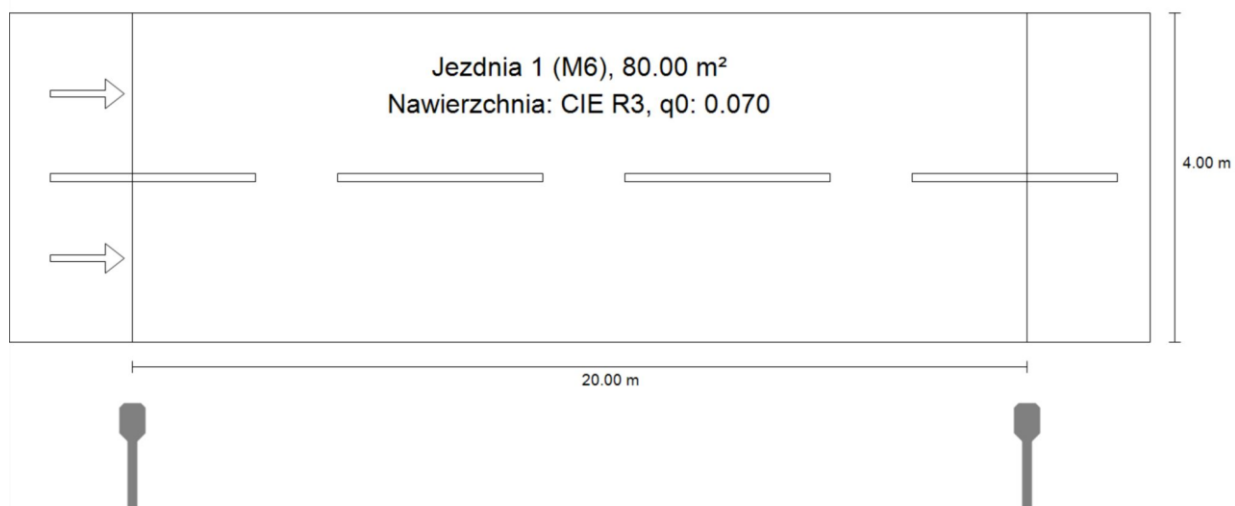 Jezdnia 1 (M6), 80.00 m²
Nawierzchnia: CIE R3, q0: 0.070
4.00 m
20.00 m